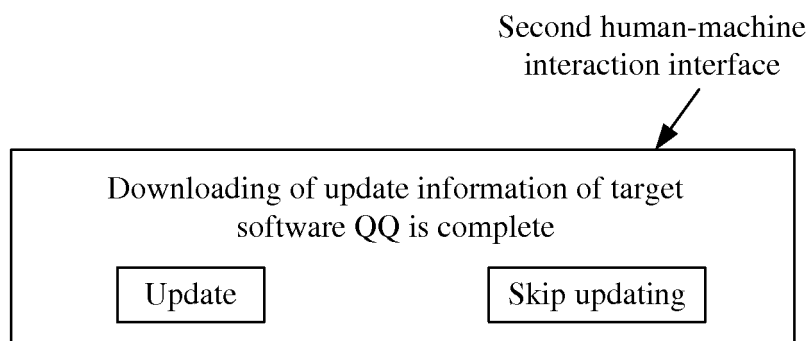 Second human-machine
interaction interface
Downloading of update information of target
software QQ is complete
Update
Skip updating